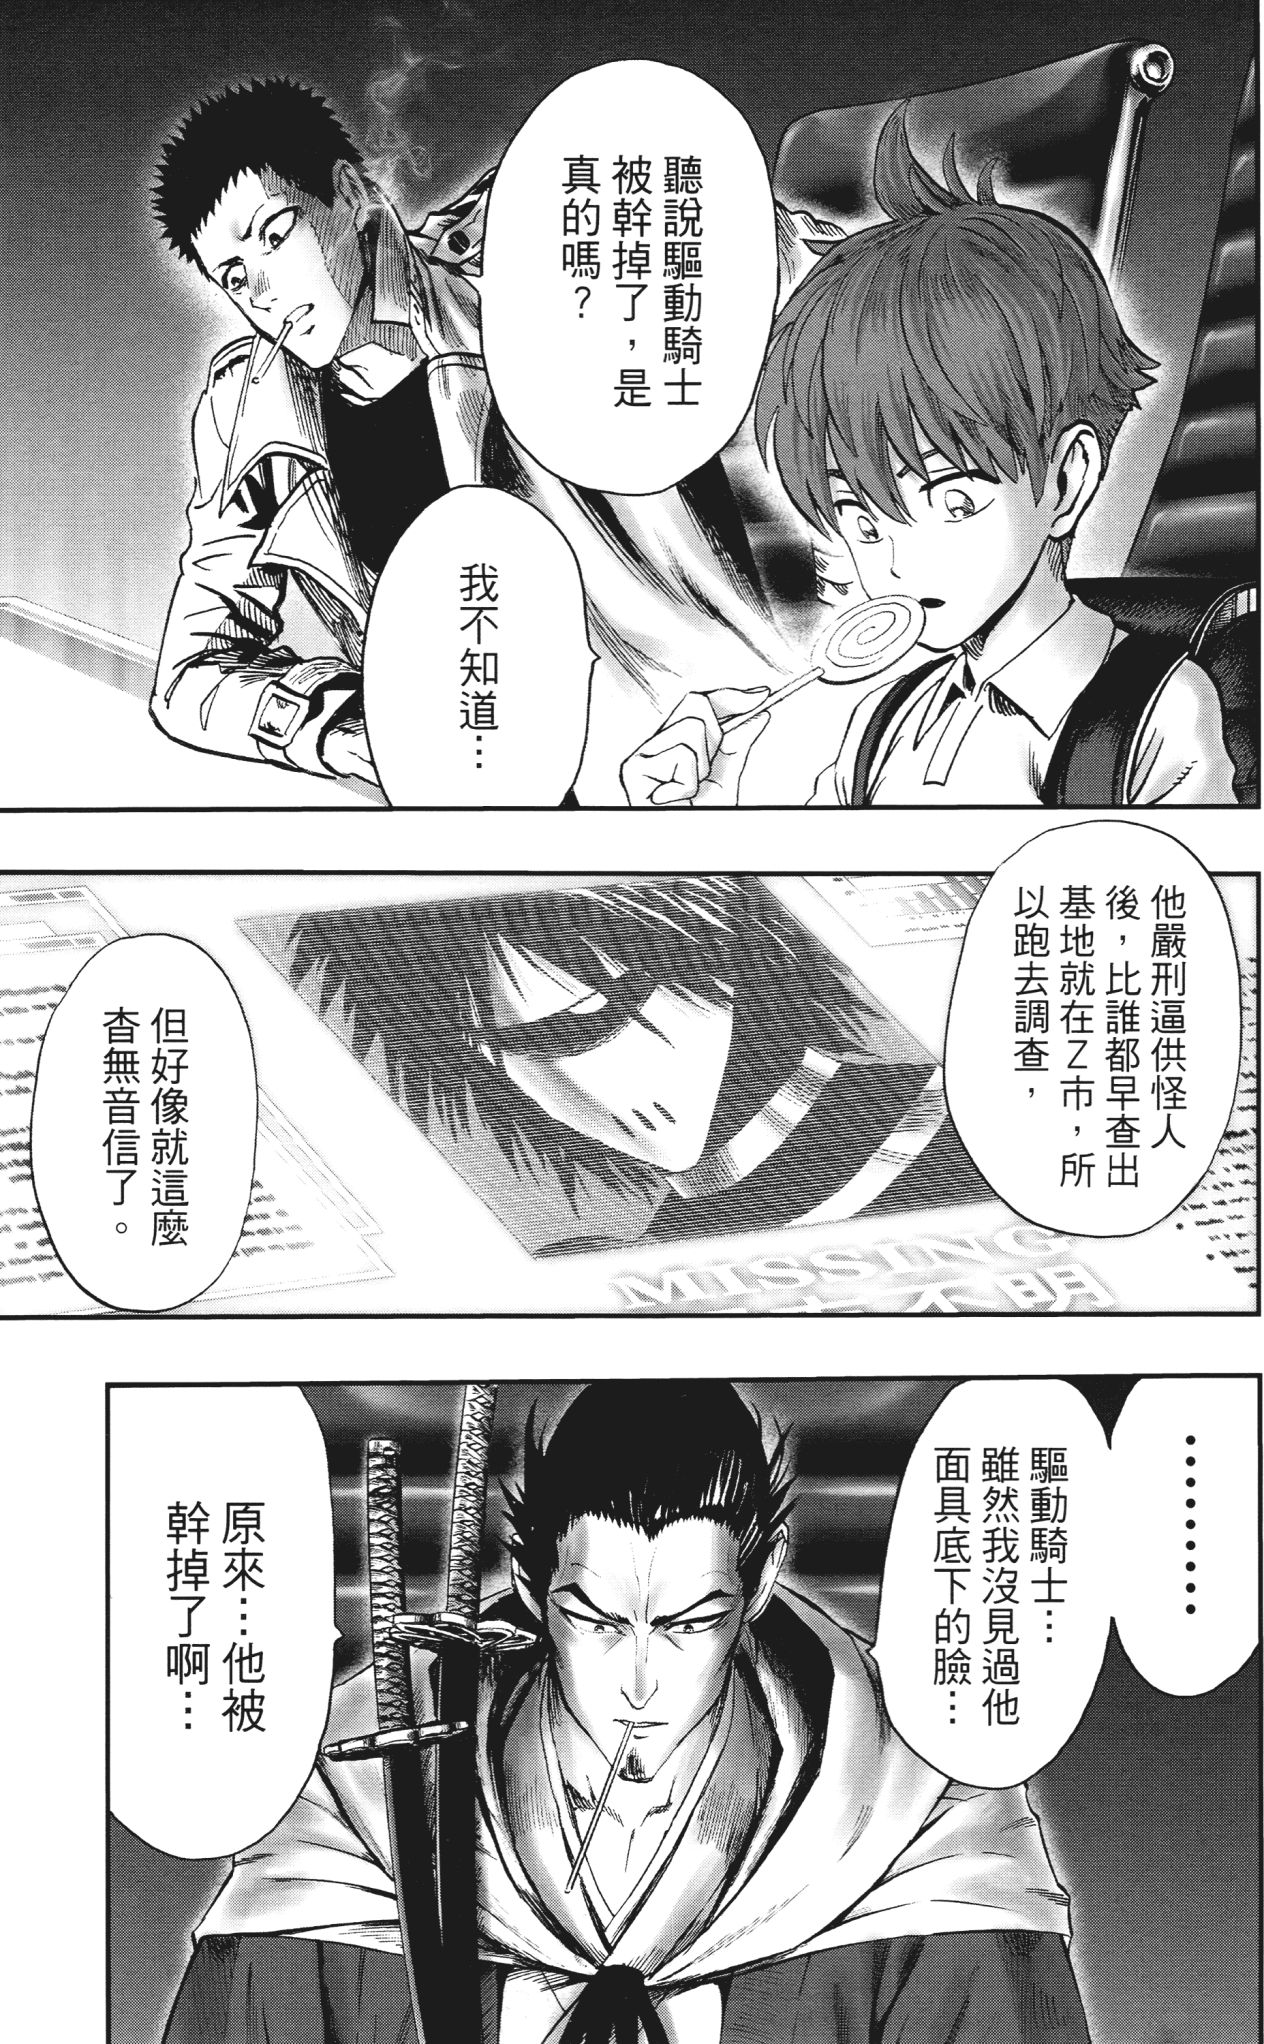 聽說驅動騎士
被幹掉了，是
真的嗎？
我不知道…
他嚴刑逼供怪人
後，比誰都早查出
基地就在Z市，所
以跑去調查，
MISSING
不明
但好像就這麼
杳無音信了。
………
驅動騎士…
雖然我沒見過他
面具底下的臉…
原來…他被
幹掉了啊…